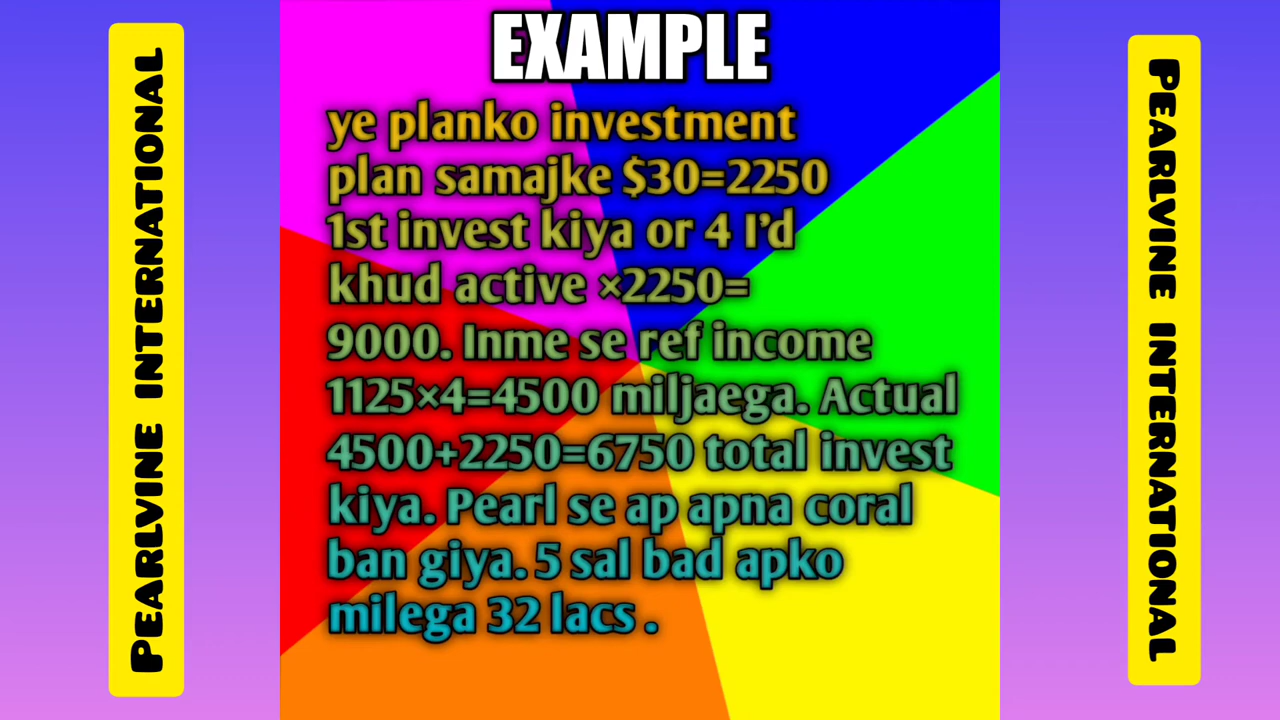 PEARLVINE INTERNATIONAL
EXAMPLE
ye planko investment
plan samajke $30=2250
1st invest kiya or 4 I'd
khud active ×2250=
9000. Inme se ref income
1125×4=4500 miljaega. Actual
4500+2250=6750 total invest
kiya. Pearl se ap apna coral
ban giya. 5 sal bad apko
milega 32 lacs .
PEARLVINE INTERNATIONAL